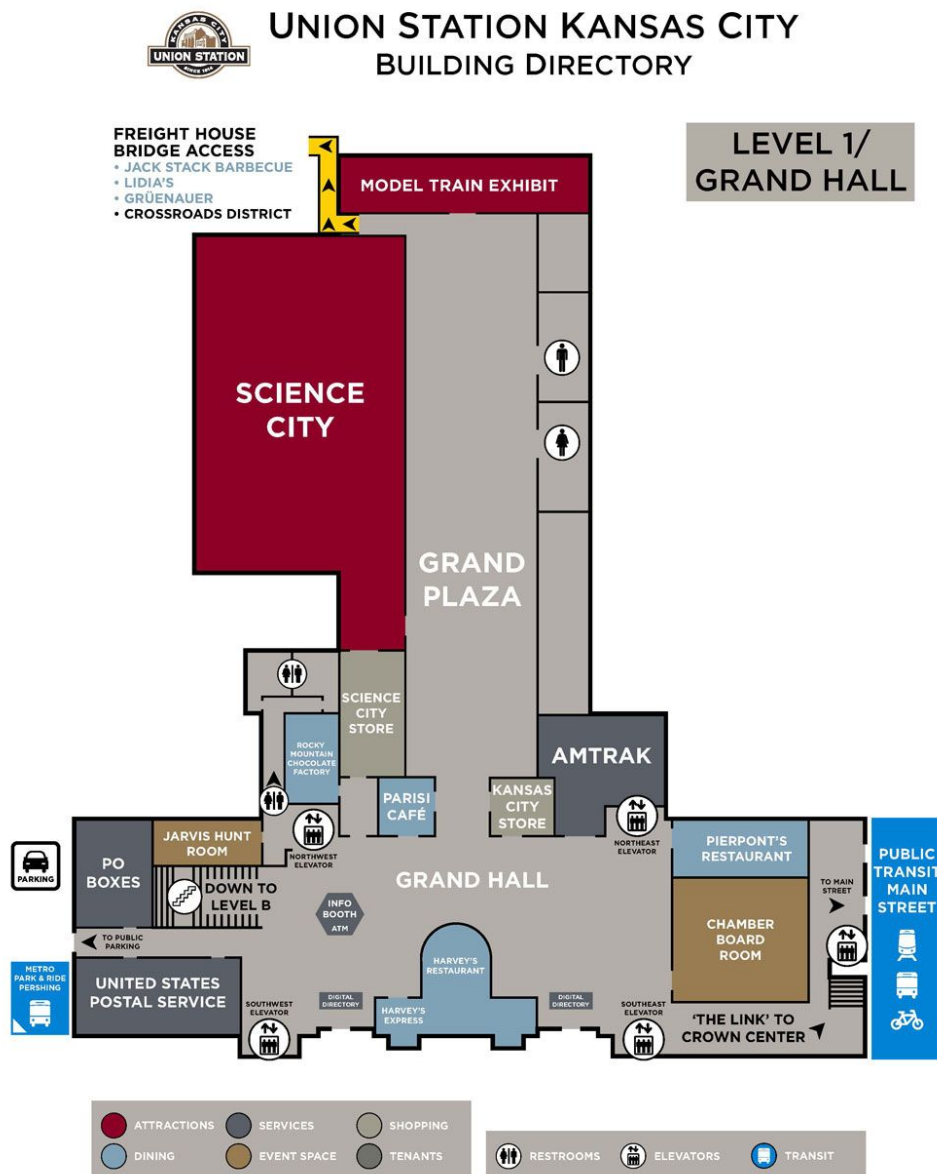 KANSAS CITY
UNION STATION
SINCE 1914
UNION STATION KANSAS CITY
BUILDING DIRECTORY
FREIGHT HOUSE
BRIDGE ACCESS
• JACK STACK BARBECUE
• LIDIA'S
• GRÜENAUER
• CROSSROADS DISTRICT
LEVEL 1/
GRAND HALL
MODEL TRAIN EXHIBIT
SCIENCE
CITY
GRAND
PLAZA
SCIENCE
CITY
STORE
ROCKY
MOUNTAIN
CHOCOLATE
FACTORY
AMTRAK
PARISI
CAFÉ
KANSAS
CITY
STORE
JARVIS HUNT
ROOM
NORTHWEST
ELEVATOR
NORTHEAST
ELEVATOR
PIERPONT'S
RESTAURANT
PARKING
PO
BOXES
DOWN TO
LEVEL B
GRAND HALL
INFO
BOOTH
ATM
TO MAIN
STREET
PUBLIC
TRANSIT
MAIN
STREET
CHAMBER
BOARD
ROOM
TO PUBLIC
PARKING
METRO
PARK & RIDE
PERSHING
UNITED STATES
POSTAL SERVICE
HARVEY'S
RESTAURANT
SOUTHWEST
ELEVATOR
DIGITAL
DIRECTORY
HARVEY'S
EXPRESS
DIGITAL
DIRECTORY
SOUTHEAST
ELEVATOR
'THE LINK' TO
CROWN CENTER
ATTRACTIONS
SERVICES
SHOPPING
DINING
EVENT SPACE
TENANTS
RESTROOMS
ELEVATORS
TRANSIT